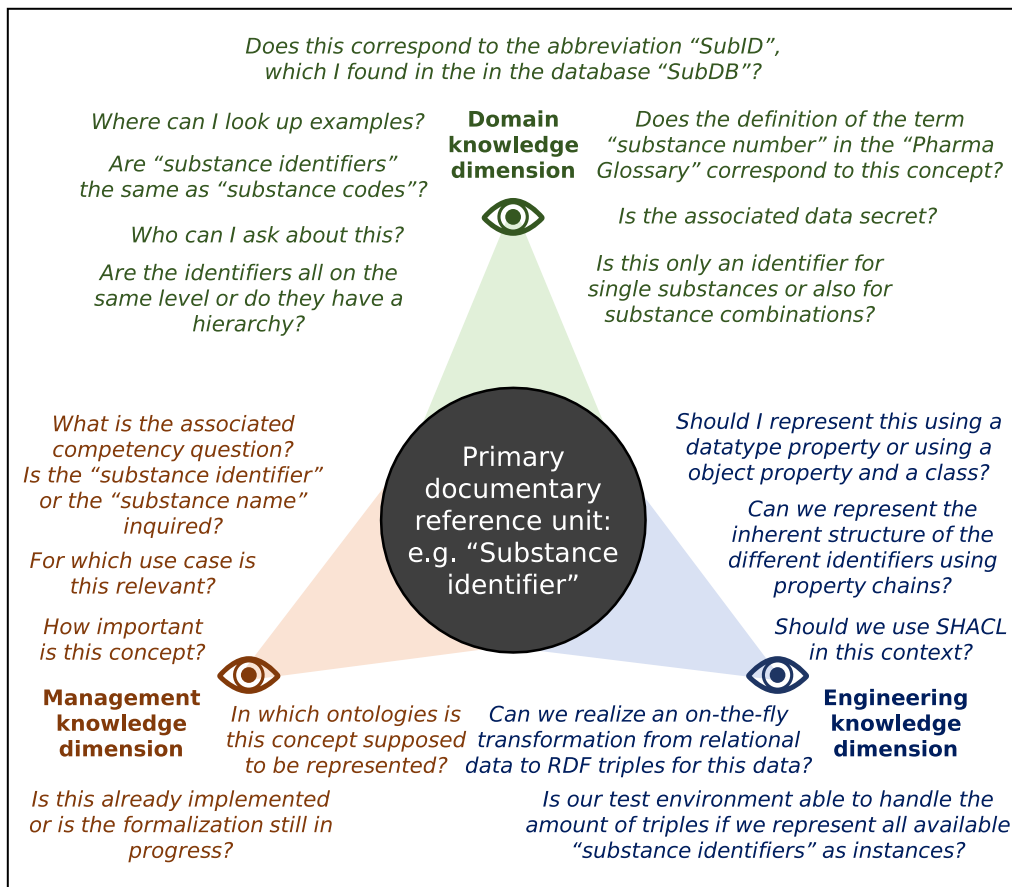 Does this correspond to the abbreviation “SubID”,
which I found in the in the database “SubDB”?
Where can I look up examples?
Are “substance identifiers”
the same as “substance codes”?
Who can I ask about this?
Are the identifiers all on the
same level or do they have a
hierarchy?
Domain
knowledge
dimension
Does the definition of the term
“substance number” in the “Pharma
Glossary” correspond to this concept?
Is the associated data secret?
Is this only an identifier for
single substances or also for
substance combinations?
Primary
documentary
reference unit:
e.g. “Substance
identifier”
What is the associated
competency question?
Is the “substance identifier”
or the “substance name”
inquired?
For which use case is
this relevant?
How important
is this concept?
Management
knowledge
dimension
In which ontologies is
this concept supposed
to be represented?
Is this already implemented
or is the formalization still in
progress?
Should I represent this using a
datatype property or using a
object property and a class?
Can we represent the
inherent structure of the
different identifiers using
property chains?
Should we use SHACL
in this context?
Engineering
knowledge
dimension
Can we realize an on-the-fly
transformation from relational
data to RDF triples for this data?
Is our test environment able to handle the
amount of triples if we represent all available
“substance identifiers” as instances?